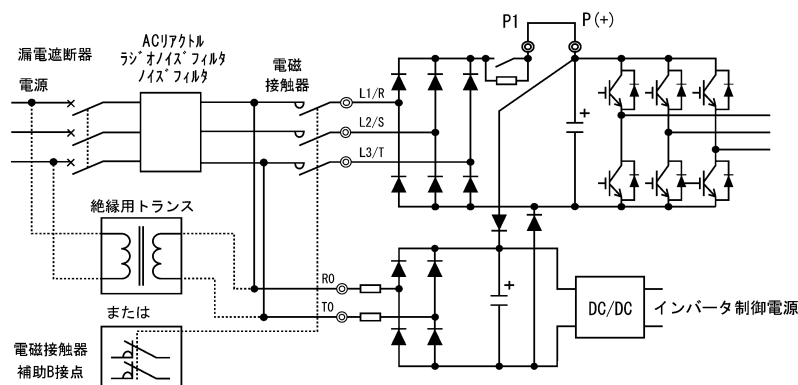 漏電遮断器
電源
ACリアクトル
ラジオノイズフィルタ
ノイズフィルタ
電磁
接触器
L1/R
L2/S
L3/T
P1
P(+)
+
絶縁用トランス
または
電磁接触器
補助B接点
R0
T0
+
DC/DC
インバータ制御電源